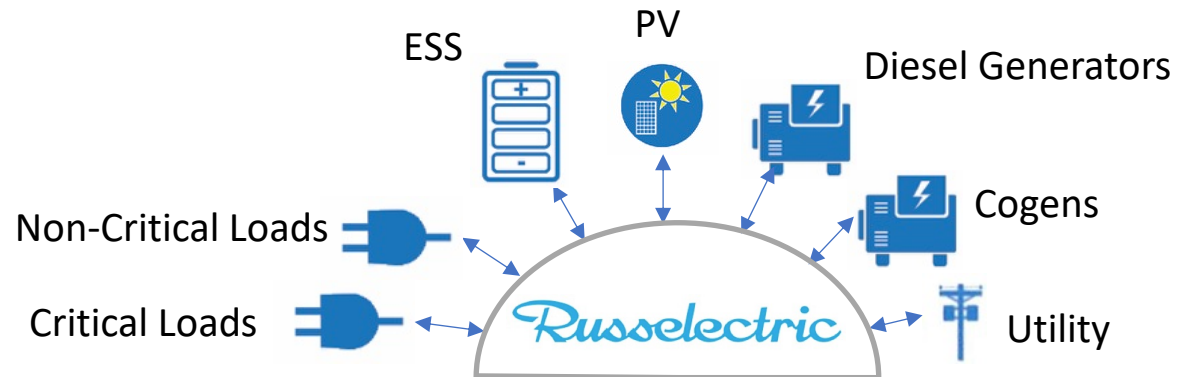 PV
ESS
Diesel Generators
Cogens
Non-Critical Loads
Russelectric
Critical Loads
Utility